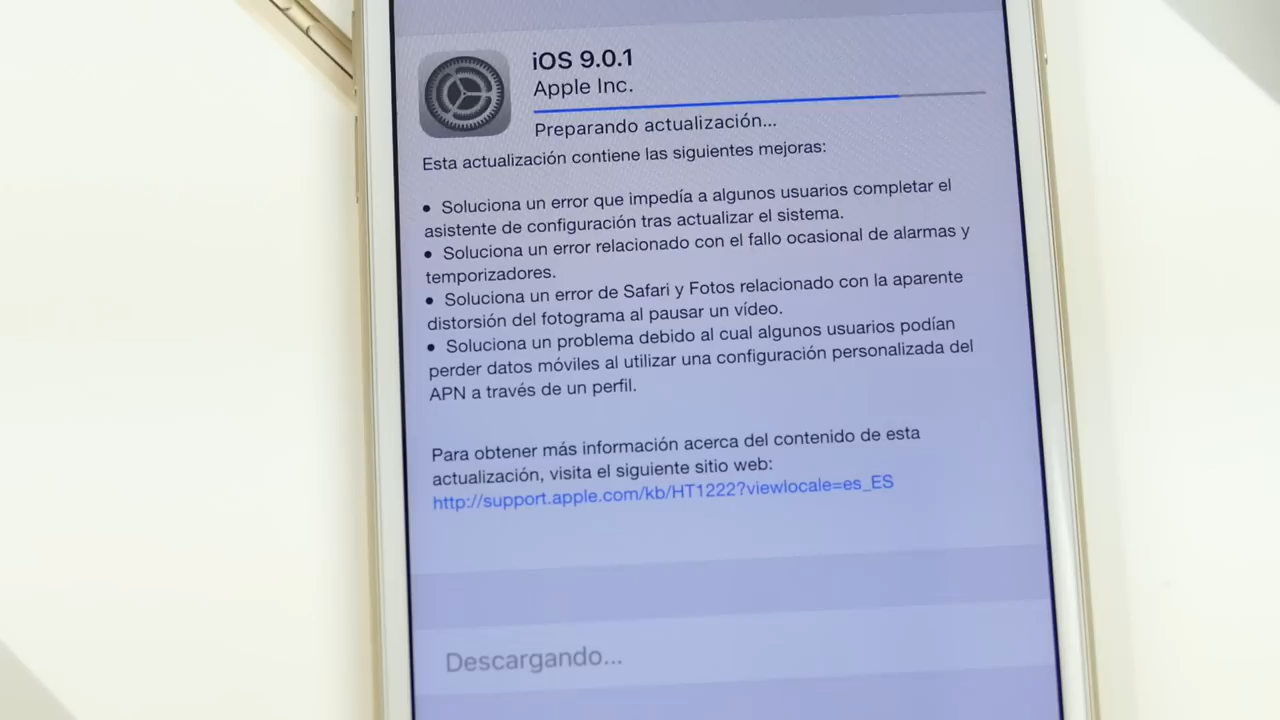 iOS 9.0.1
Apple Inc.
Preparando actualización...
Esta actualización contiene las siguientes mejoras:
• Soluciona un error que impedía a algunos usuarios completar el
asistente de configuración tras actualizar el sistema.
• Soluciona un error relacionado con el fallo ocasional de alarmas y
temporizadores.
• Soluciona un error de Safari y Fotos relacionado con la aparente
distorsión del fotograma al pausar un vídeo.
• Soluciona un problema debido al cual algunos usuarios podían
perder datos móviles al utilizar una configuración personalizada del
APN a través de un perfil.
Para obtener más información acerca del contenido de esta
actualización, visita el siguiente sitio web:
http://support.apple.com/kb/HT1222?viewlocale=es_ES
Descargando...